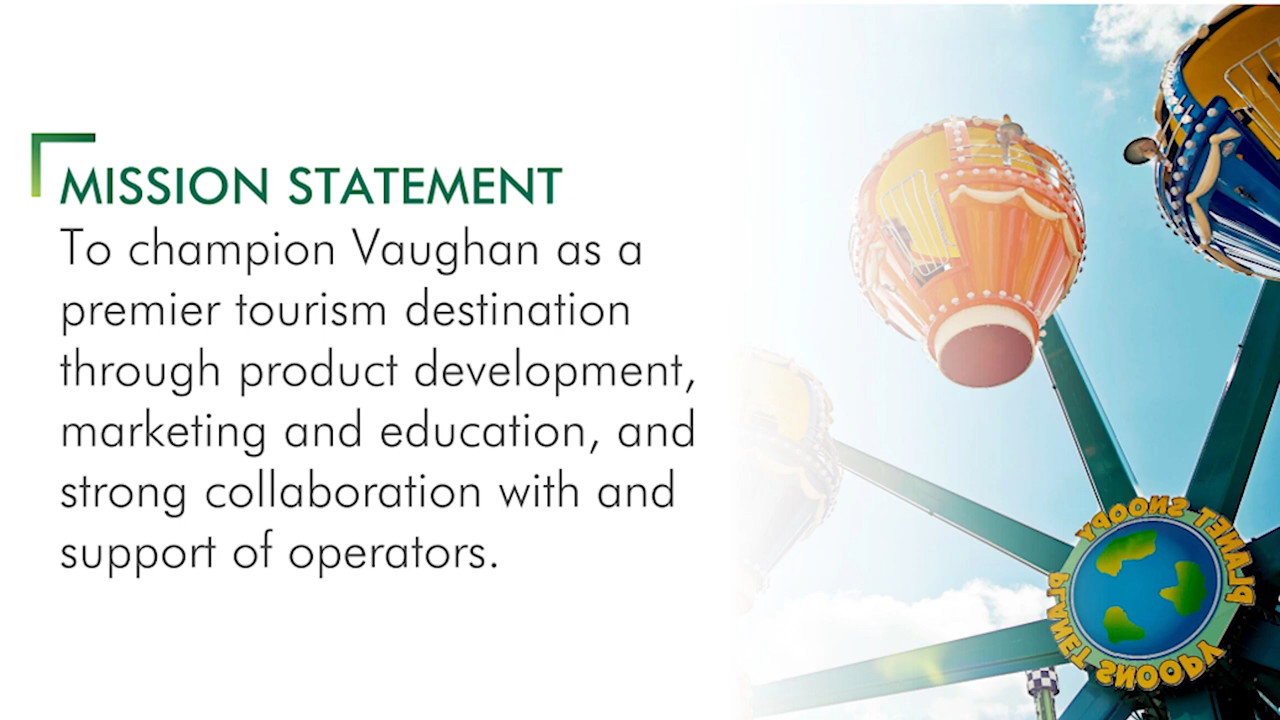 MISSION STATEMENT
To champion Vaughan as a
premier tourism destination
through product development,
marketing and education, and
strong collaboration with and
support of operators.
PLANET SNOOPY
PLANET SNOOPY